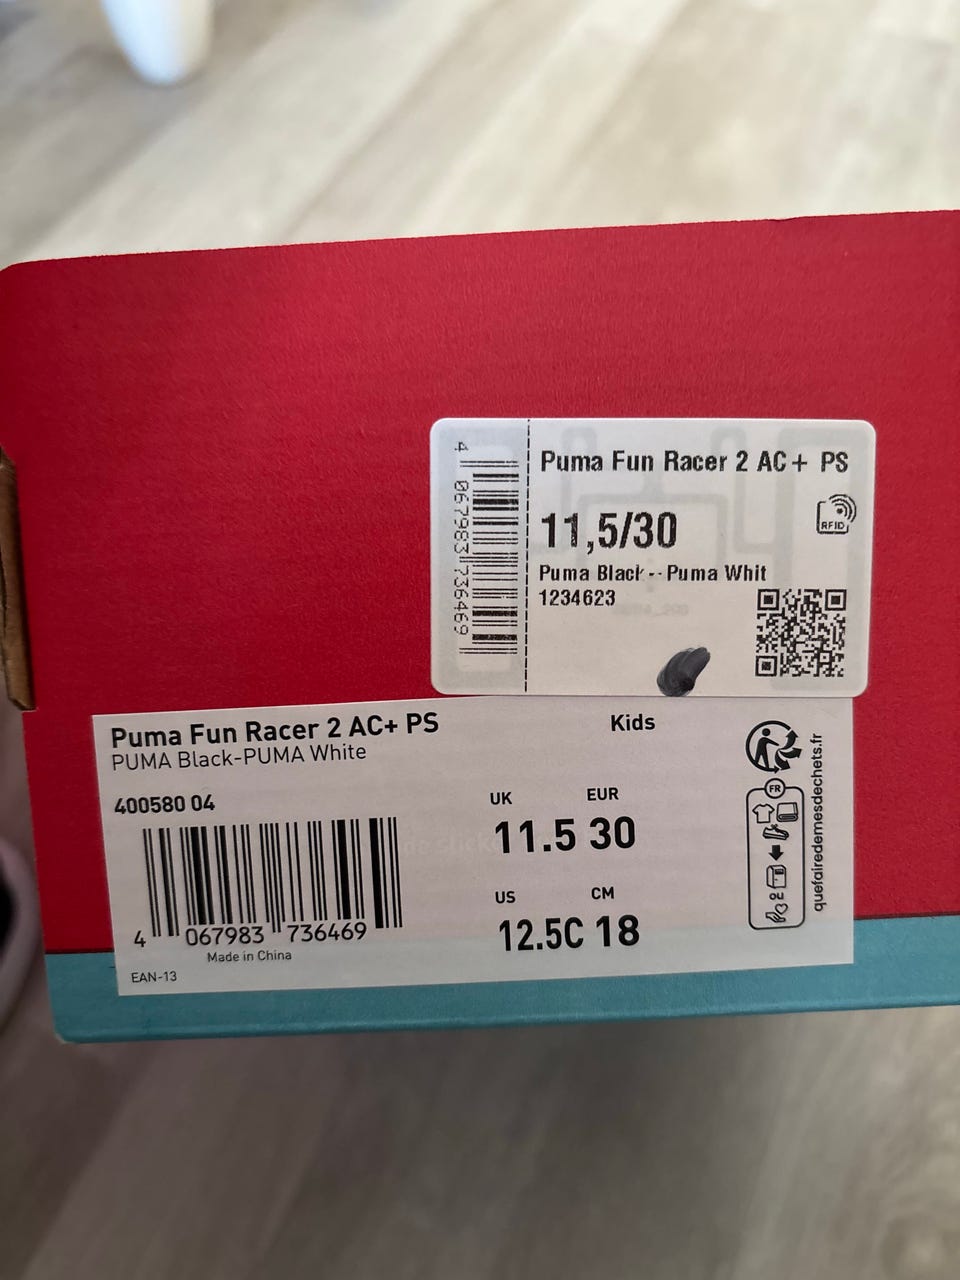 Puma Fun Racer 2 AC+ PS
RFID
11,5/30
Puma Black -- Puma Whit
1234623
4 067983 736469
Puma Fun Racer 2 AC+ PS
Kids
PUMA Black-PUMA White
400580 04
UK EUR
11.5 30
US CM
12.5C 18
4 067983 736469
Made in China
EAN-13
FR
quefairedemesdechets.fr